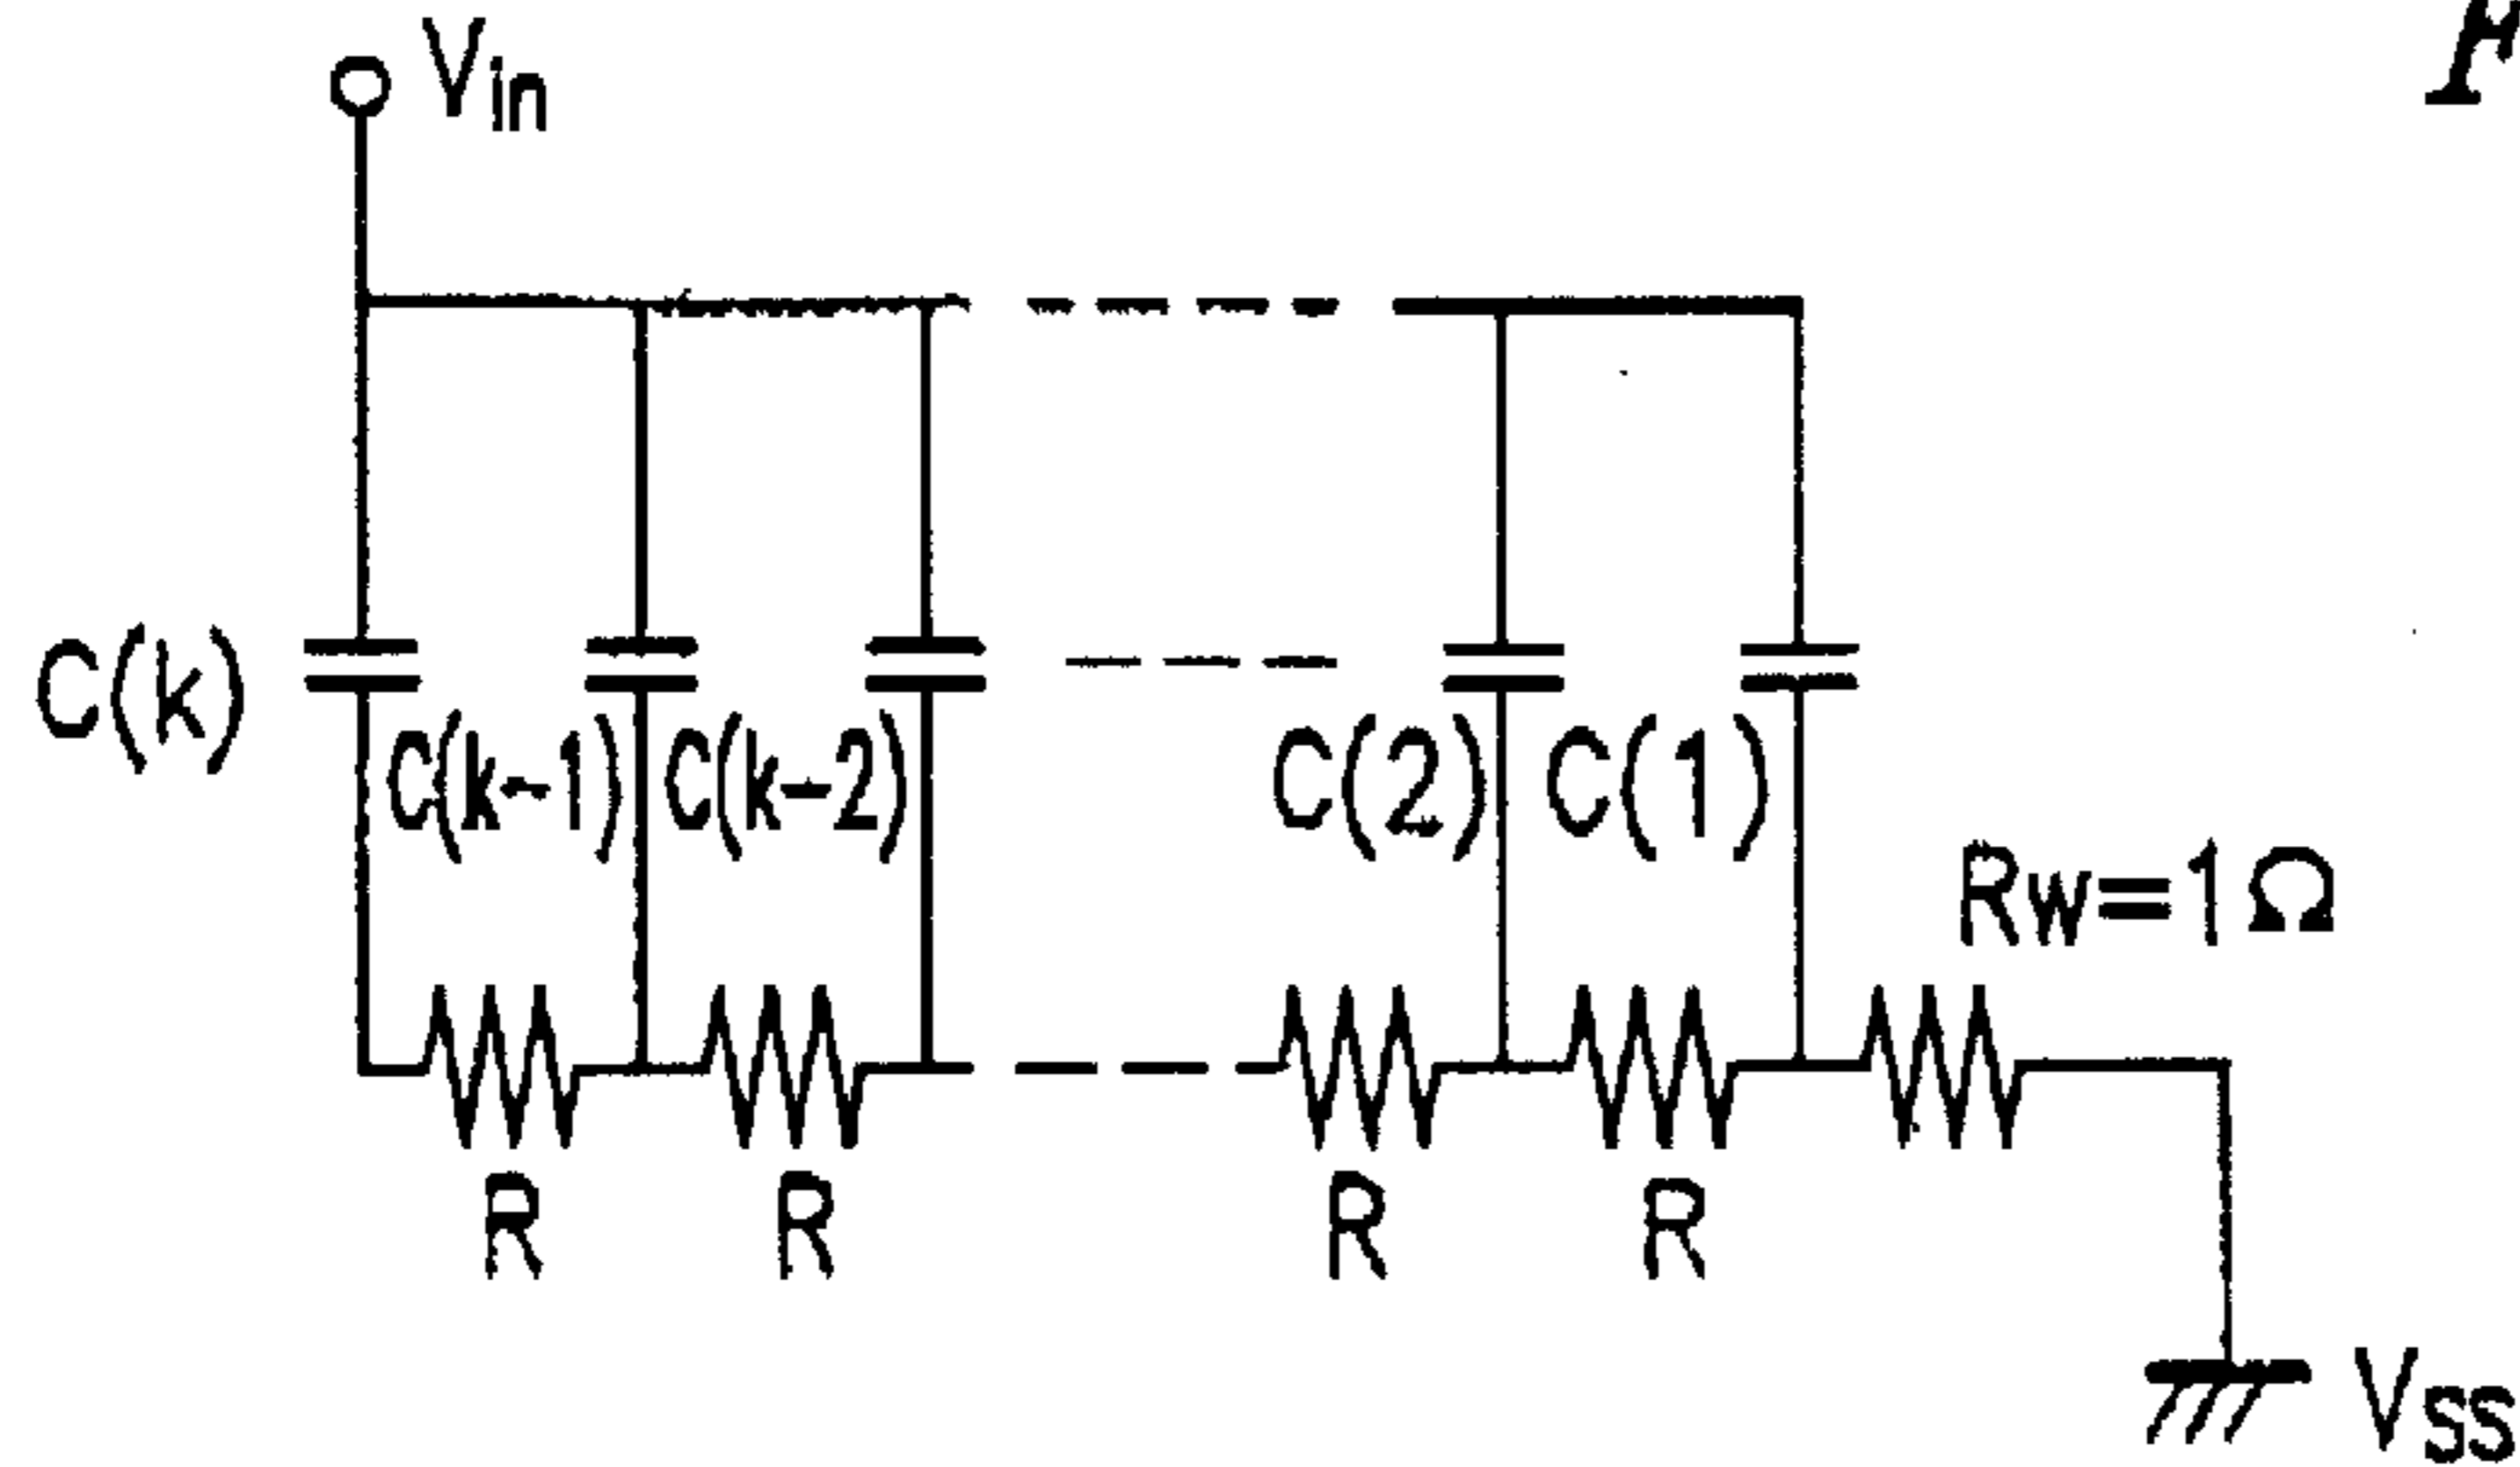 Vin
C(k)
C(k-1) C(k-2) C(2) C(1)
Rw=1Ω
R R R R
Vss